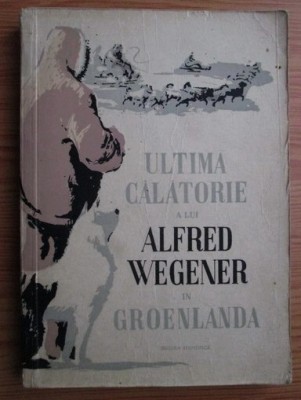 ULTIMA
CALATORIE
A LUI
ALFRED
WEGENER
IN
GROENLANDA